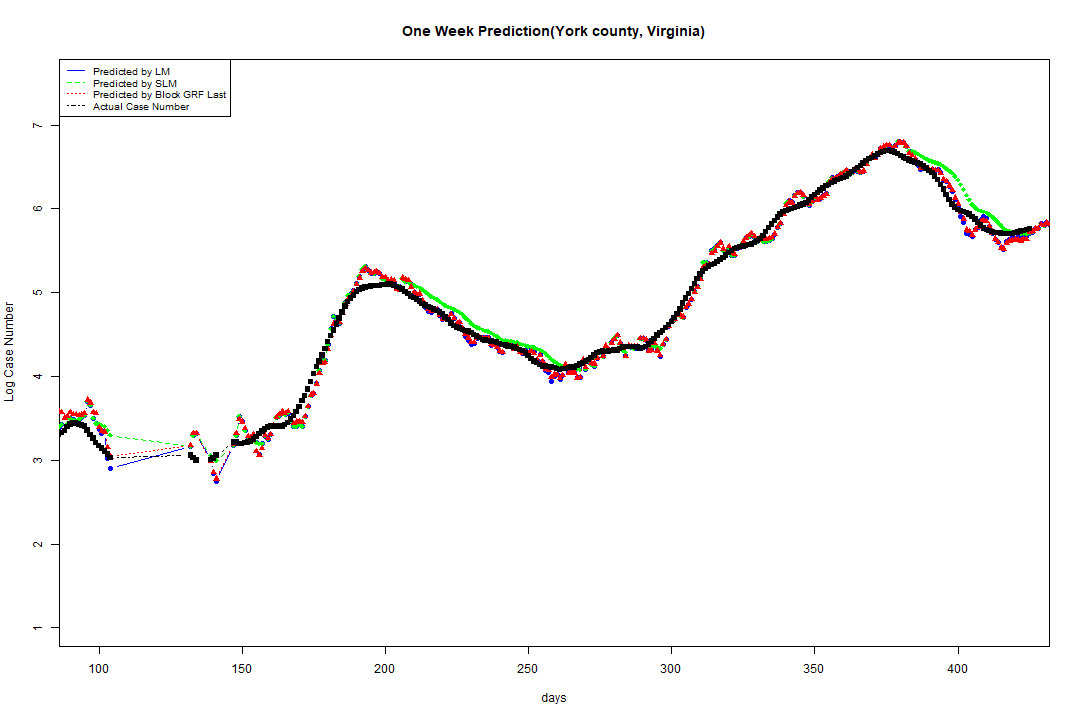 One Week Prediction(York county, Virginia)
Predicted by LM
Predicted by SLM
Predicted by Block GRF Last
Actual Case Number
Log Case Number
7
6
5
4
3
2
1
100 150 200 250 300 350 400
days